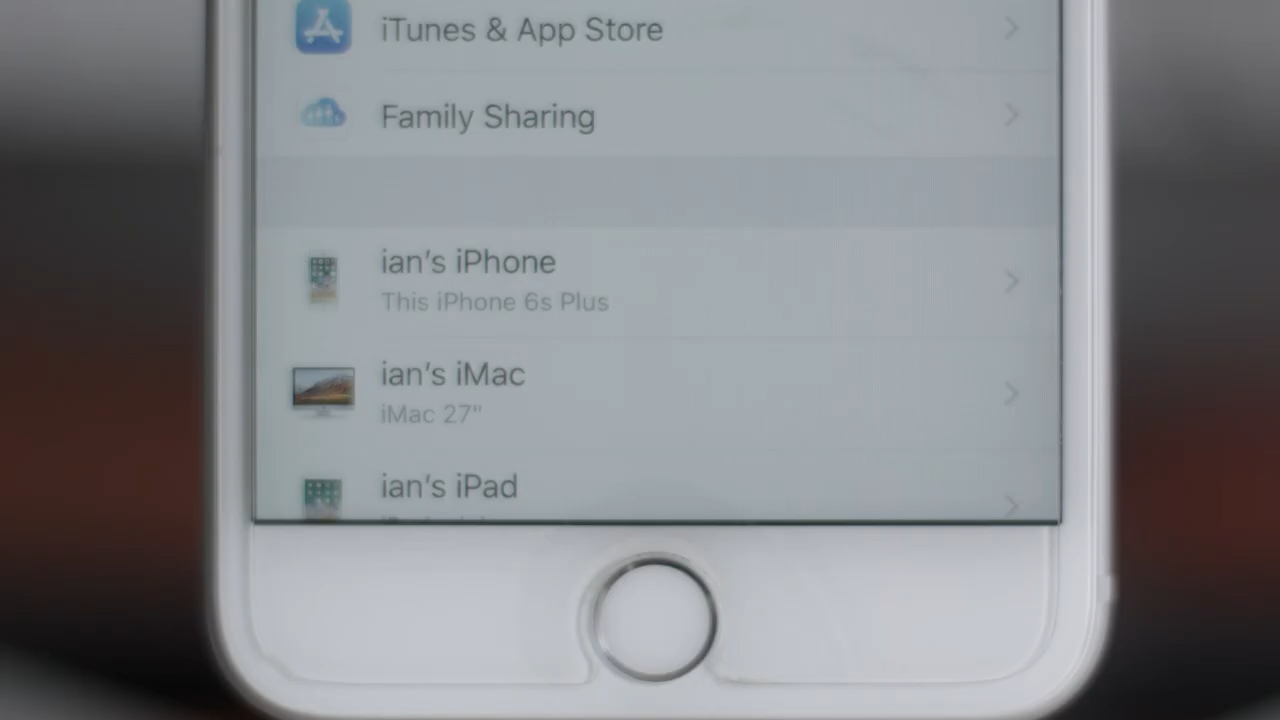 iTunes & App Store
Family Sharing
ian's iPhone
This iPhone 6s Plus
ian's iMac
iMac 27"
ian's iPad